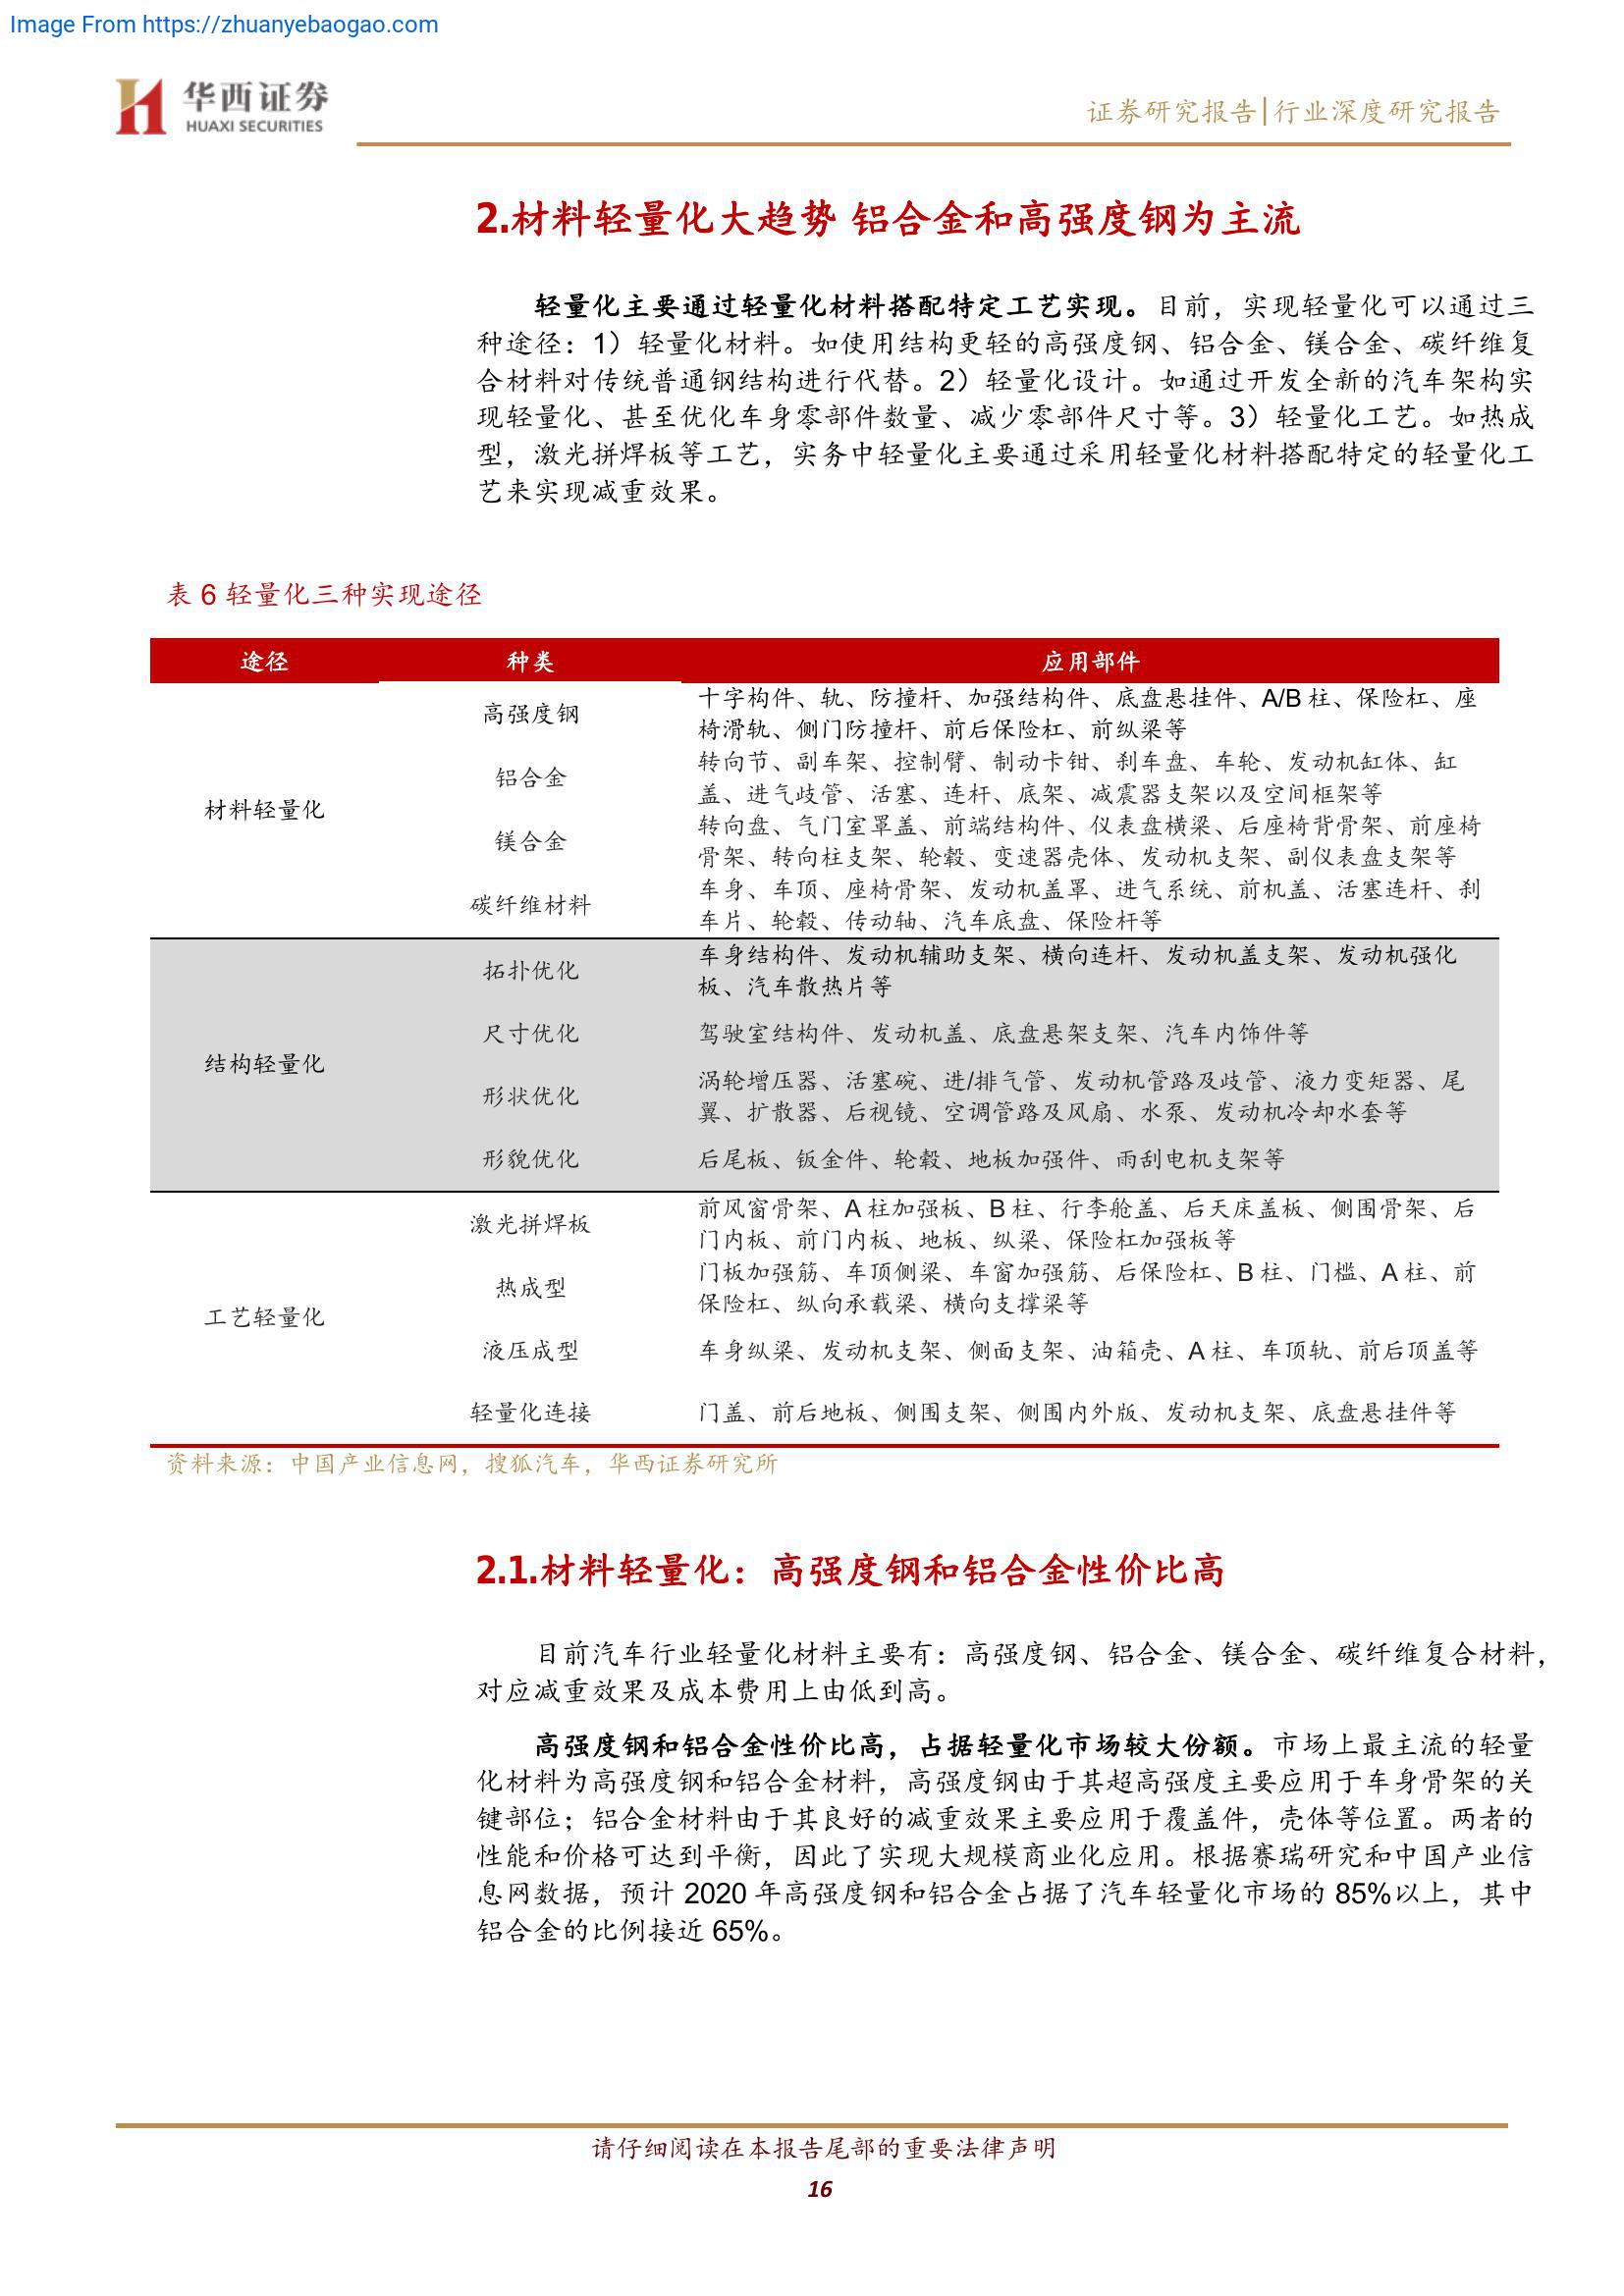 Image From https://zhuanyebaogao.com
华西证券
HUAXI SECURITIES
证券研究报告|行业深度研究报告
2.材料轻量化大趋势 铝合金和高强度钢为主流
轻量化主要通过轻量化材料搭配特定工艺实现。目前，实现轻量化可以通过三
种途径：1）轻量化材料。如使用结构更轻的高强度钢、铝合金、镁合金、碳纤维复
合材料对传统普通钢结构进行代替。2）轻量化设计。如通过开发全新的汽车架构实
现轻量化、甚至优化车身零部件数量、减少零部件尺寸等。3）轻量化工艺。如热成
型，激光拼焊板等工艺，实务中轻量化主要通过采用轻量化材料搭配特定的轻量化工
艺来实现减重效果。
表 6 轻量化三种实现途径
途径 种类 应用部件
材料轻量化
高强度钢
十字构件、轨、防撞杆、加强结构件、底盘悬挂件、A/B 柱、保险杠、座
椅滑轨、侧门防撞杆、前后保险杠、前纵梁等
铝合金
转向节、副车架、控制臂、制动卡钳、刹车盘、车轮、发动机缸体、缸
盖、进气歧管、活塞、连杆、底架、减震器支架以及空间框架等
镁合金
转向盘、气门室罩盖、前端结构件、仪表盘横梁、后座椅背骨架、前座椅
骨架、转向柱支架、轮毂、变速器壳体、发动机支架、副仪表盘支架等
碳纤维材料
车身、车顶、座椅骨架、发动机盖罩、进气系统、前机盖、活塞连杆、刹
车片、轮毂、传动轴、汽车底盘、保险杆等
结构轻量化
拓扑优化
车身结构件、发动机辅助支架、横向连杆、发动机盖支架、发动机强化
板、汽车散热片等
尺寸优化 驾驶室结构件、发动机盖、底盘悬架支架、汽车内饰件等
形状优化
涡轮增压器、活塞碗、进/排气管、发动机管路及歧管、液力变矩器、尾
翼、扩散器、后视镜、空调管路及风扇、水泵、发动机冷却水套等
形貌优化 后尾板、钣金件、轮毂、地板加强件、雨刮电机支架等
工艺轻量化
激光拼焊板
前风窗骨架、A 柱加强板、B 柱、行李舱盖、后天床盖板、侧围骨架、后
门内板、前门内板、地板、纵梁、保险杠加强板等
热成型
门板加强筋、车顶侧梁、车窗加强筋、后保险杠、B 柱、门槛、A 柱、前
保险杠、纵向承载梁、横向支撑梁等
液压成型 车身纵梁、发动机支架、侧面支架、油箱壳、A 柱、车顶轨、前后顶盖等
轻量化连接 门盖、前后地板、侧围支架、侧围内外版、发动机支架、底盘悬挂件等
资料来源：中国产业信息网，搜狐汽车，华西证券研究所
2.1.材料轻量化：高强度钢和铝合金性价比高
目前汽车行业轻量化材料主要有：高强度钢、铝合金、镁合金、碳纤维复合材料，
对应减重效果及成本费用上由低到高。
高强度钢和铝合金性价比高，占据轻量化市场较大份额。市场上最主流的轻量
化材料为高强度钢和铝合金材料，高强度钢由于其超高强度主要应用于车身骨架的关
键部位；铝合金材料由于其良好的减重效果主要应用于覆盖件，壳体等位置。两者的
性能和价格可达到平衡，因此了实现大规模商业化应用。根据赛瑞研究和中国产业信
息网数据，预计 2020 年高强度钢和铝合金占据了汽车轻量化市场的 85%以上，其中
铝合金的比例接近 65%。
请仔细阅读在本报告尾部的重要法律声明
16